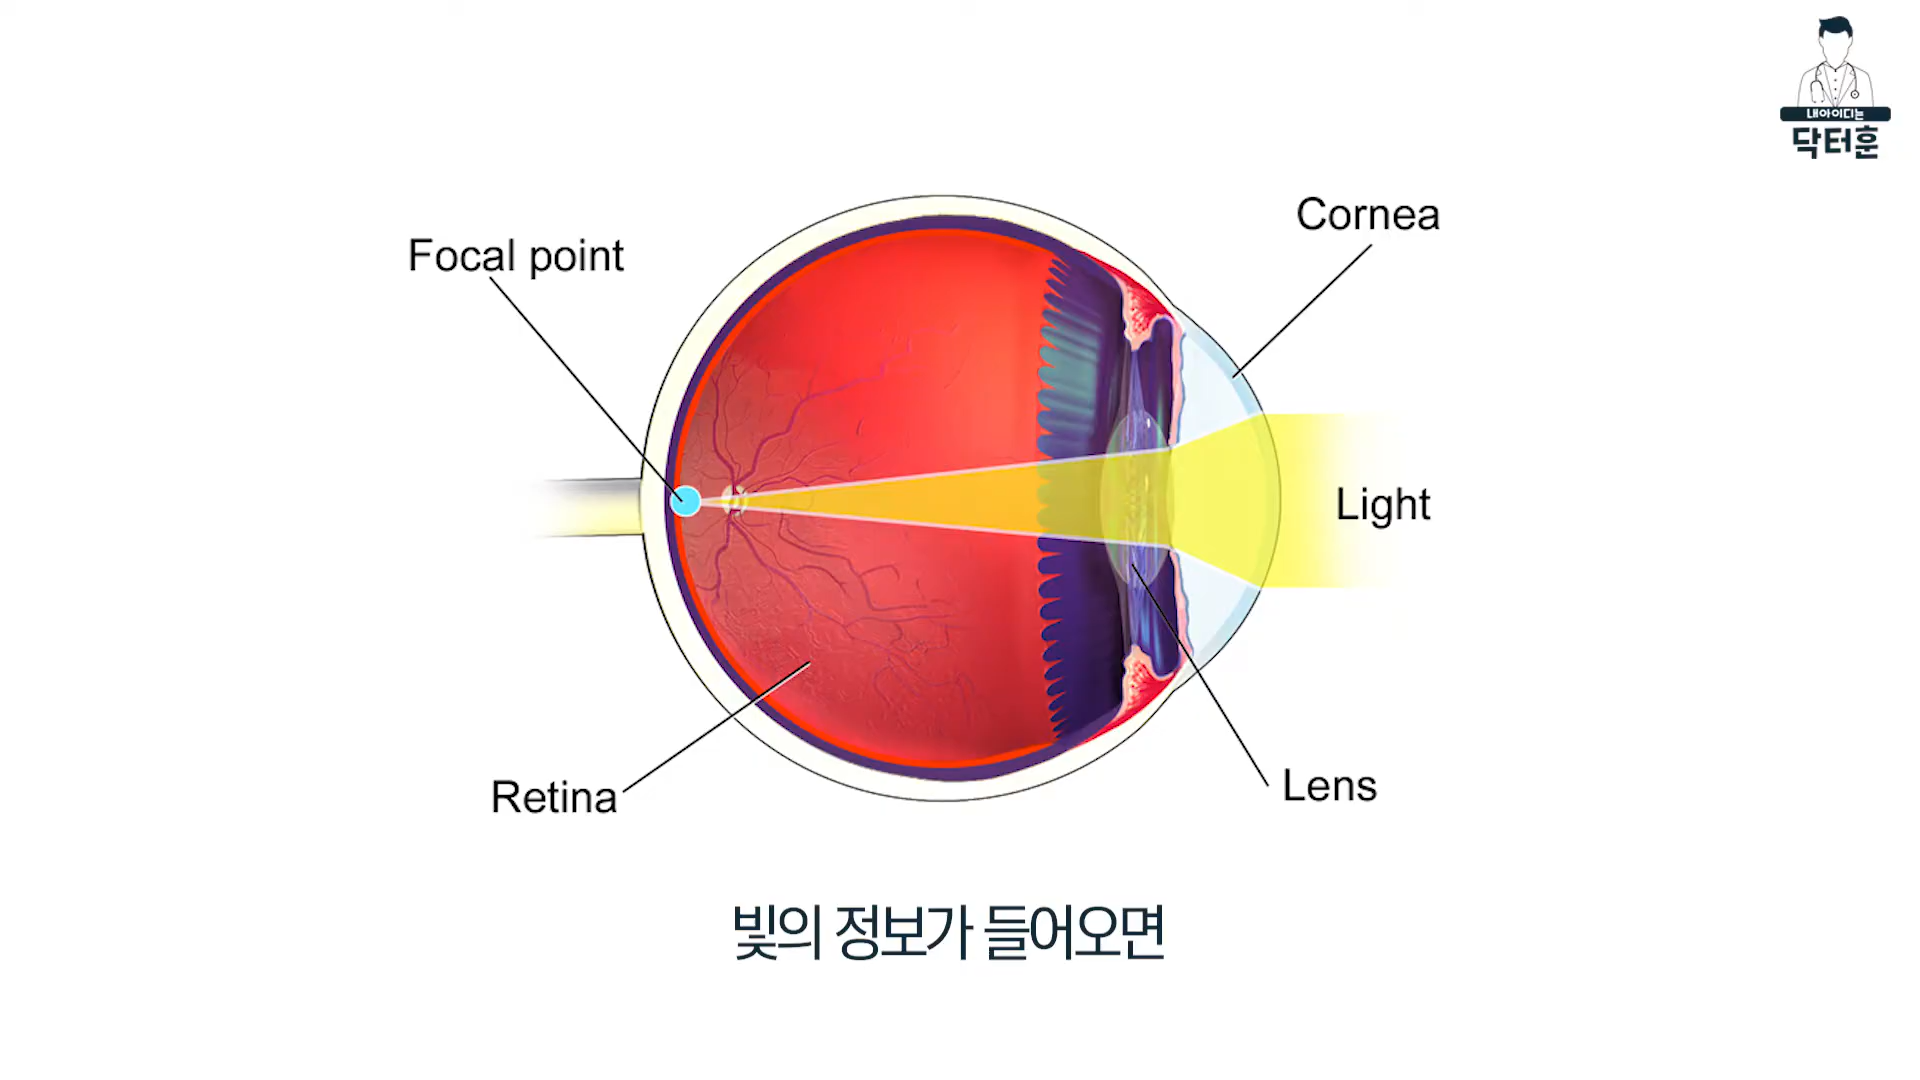 내아이디는
닥터훈
Cornea
Focal point
Light
Retina
Lens
빛의 정보가 들어오면